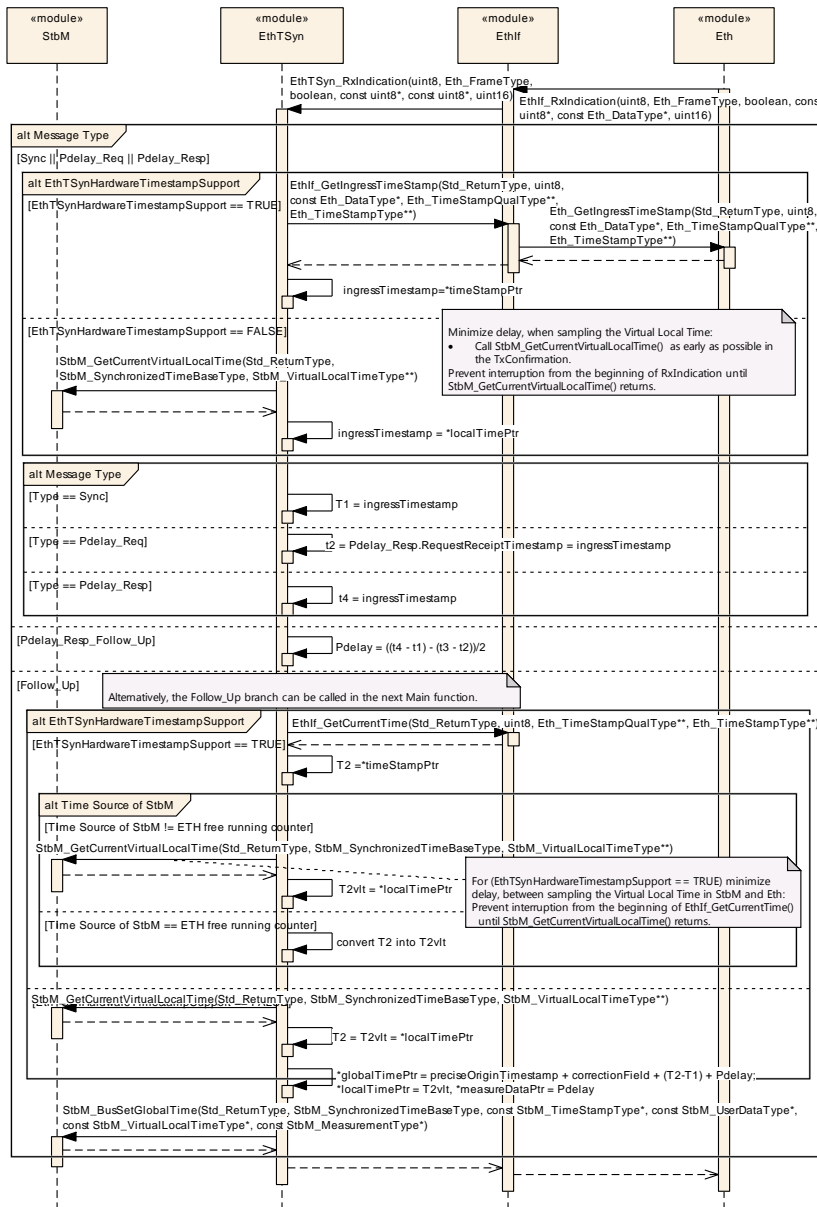 «module»
StbM
«module»
EthTSyn
«module»
EthIf
«module»
Eth
EthTSyn_RxIndication(uint8, Eth_FrameType,
boolean, const uint8*, const uint8*, uint16)
EthIf_RxIndication(uint8, Eth_FrameType, boolean, cons
uint8*, const Eth_DataType*, uint16)
alt Message Type
[Sync || Pdelay_Req || Pdelay_Resp]
alt EthTSynHardwareTimestampSupport
[EthTSynHardwareTimestampSupport == TRUE]
EthIf_GetIngressTimeStamp(Std_ReturnType, uint8,
const Eth_DataType*, Eth_TimeStampQualType**,
Eth_TimeStampType**)
Eth_GetIngressTimeStamp(Std_ReturnType, uint8,
const Eth_DataType*, Eth_TimeStampQualType**,
Eth_TimeStampType**)
ingressTimestamp=*timeStampPtr
[EthTSynHardwareTimestampSupport == FALSE]
Minimize delay, when sampling the Virtual Local Time:
• Call StbM_GetCurrentVirtualLocalTime() as early as possible in
the TxConfirmation.
Prevent interruption from the beginning of RxIndication until
StbM_GetCurrentVirtualLocalTime() returns.
StbM_GetCurrentVirtualLocalTime(Std_ReturnType,
StbM_SynchronizedTimeBaseType, StbM_VirtualLocalTimeType**)
ingressTimestamp = *localTimePtr
alt Message Type
[Type == Sync]
T1 = ingressTimestamp
[Type == Pdelay_Req]
t2 = Pdelay_Resp.RequestReceiptTimestamp = ingressTimestamp
[Type == Pdelay_Resp]
t4 = ingressTimestamp
[Pdelay_Resp_Follow_Up]
Pdelay = ((t4 - t1) - (t3 - t2))/2
[Follow_Up]
Alternatively, the Follow_Up branch can be called in the next Main function.
alt EthTSynHardwareTimestampSupport
EthIf_GetCurrentTime(Std_ReturnType, uint8, Eth_TimeStampQualType**, Eth_TimeStampType**)
[EthTSynHardwareTimestampSupport == TRUE]
T2 =*timeStampPtr
alt Time Source of StbM
[Time Source of StbM != ETH free running counter]
StbM_GetCurrentVirtualLocalTime(Std_ReturnType, StbM_SynchronizedTimeBaseType, StbM_VirtualLocalTimeType**)
T2vlt = *localTimePtr
For (EthTSynHardwareTimestampSupport == TRUE) minimize
delay, between sampling the Virtual Local Time in StbM and Eth:
Prevent interruption from the beginning of EthIf_GetCurrentTime()
until StbM_GetCurrentVirtualLocalTime() returns.
[Time Source of StbM == ETH free running counter]
convert T2 into T2vlt
StbM_GetCurrentVirtualLocalTime(Std_ReturnType, StbM_SynchronizedTimeBaseType, StbM_VirtualLocalTimeType**)
T2 = T2vlt = *localTimePtr
*globalTimePtr = preciseOriginTimestamp + correctionField + (T2-T1) + Pdelay;
*localTimePtr = T2vlt, *measureDataPtr = Pdelay
StbM_BusSetGlobalTime(Std_ReturnType, StbM_SynchronizedTimeBaseType, const StbM_TimeStampType*, const StbM_UserDataType*,
const StbM_VirtualLocalTimeType*, const StbM_MeasurementType*)